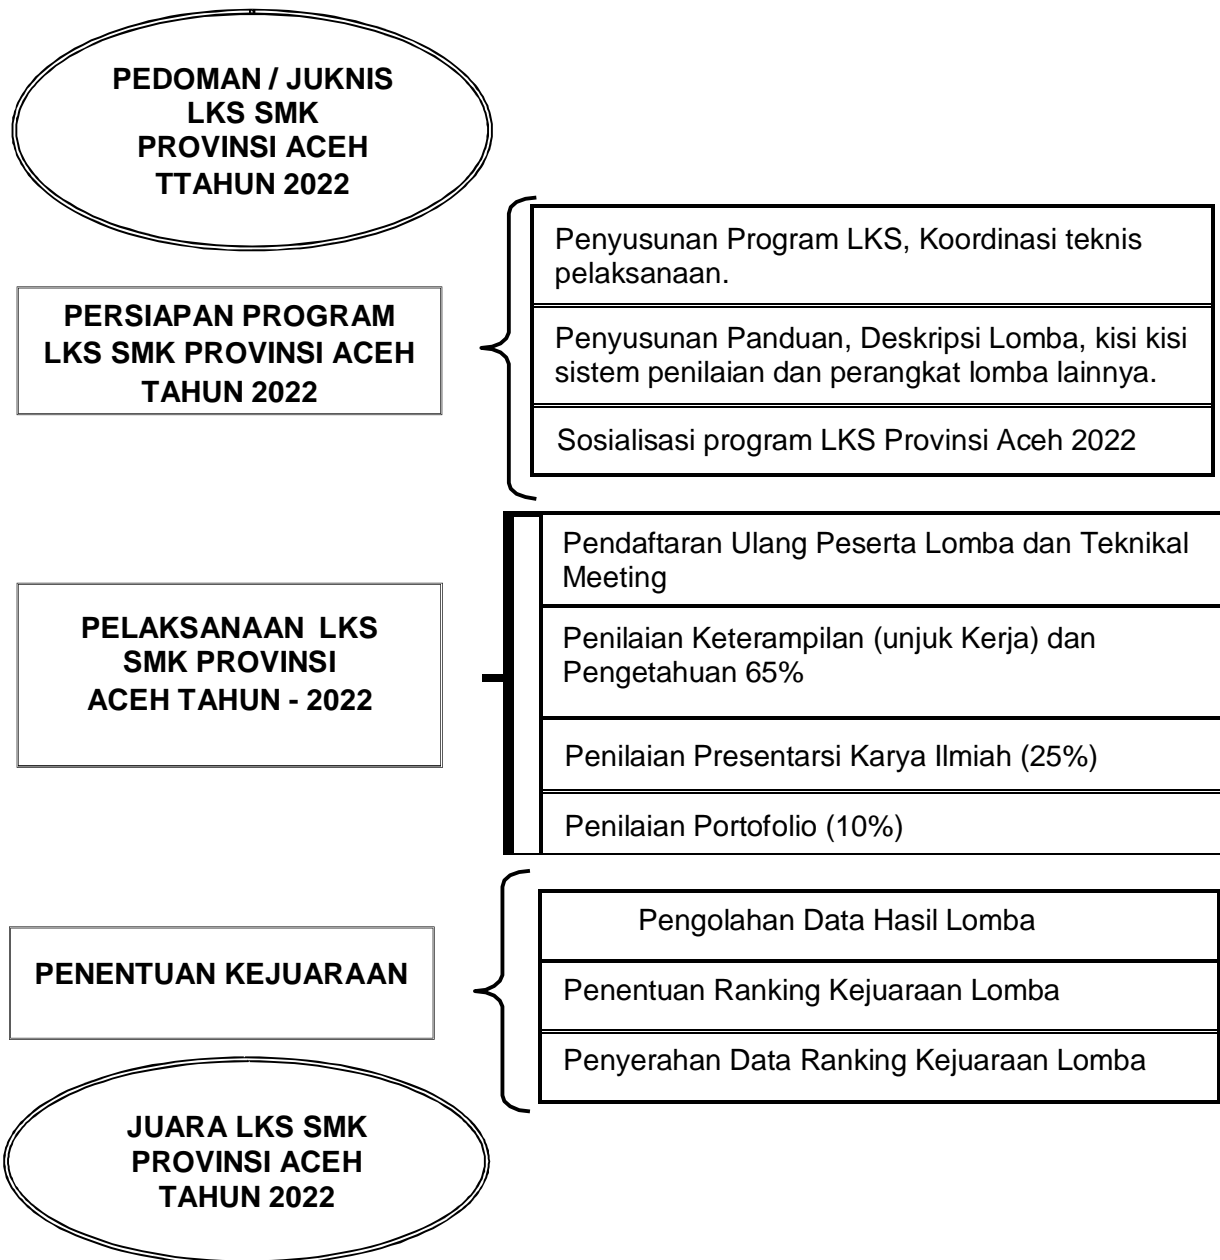 PEDOMAN / JUKNIS
LKS SMK
PROVINSI ACEH
TTAHUN 2022
PERSIAPAN PROGRAM
LKS SMK PROVINSI ACEH
TAHUN 2022
Penyusunan Program LKS, Koordinasi teknis
pelaksanaan.
Penyusunan Panduan, Deskripsi Lomba, kisi kisi
sistem penilaian dan perangkat lomba lainnya.
Sosialisasi program LKS Provinsi Aceh 2022
PELAKSANAAN LKS
SMK PROVINSI
ACEH TAHUN - 2022
Pendaftaran Ulang Peserta Lomba dan Teknikal
Meeting
Penilaian Keterampilan (unjuk Kerja) dan
Pengetahuan 65%
Penilaian Presentarsi Karya Ilmiah (25%)
Penilaian Portofolio (10%)
PENENTUAN KEJUARAAN
Pengolahan Data Hasil Lomba
Penentuan Ranking Kejuaraan Lomba
Penyerahan Data Ranking Kejuaraan Lomba
JUARA LKS SMK
PROVINSI ACEH
TAHUN 2022